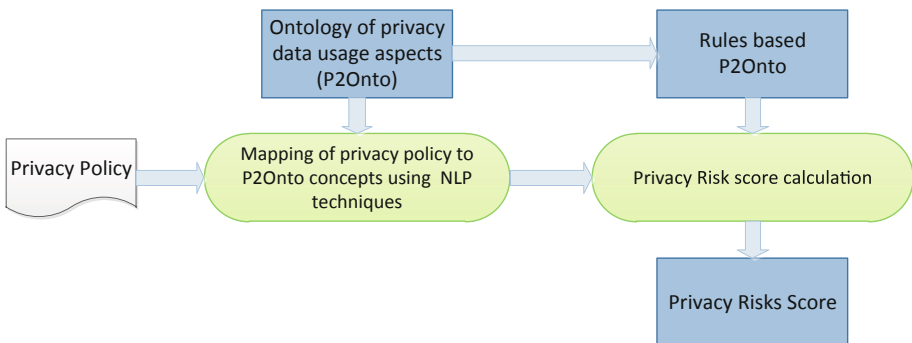 Ontology of privacy
data usage aspects
(P2Onto)
Rules based
P2Onto
Privacy Policy
Mapping of privacy policy to
P2Onto concepts using NLP
techniques
Privacy Risk score calculation
Privacy Risks Score